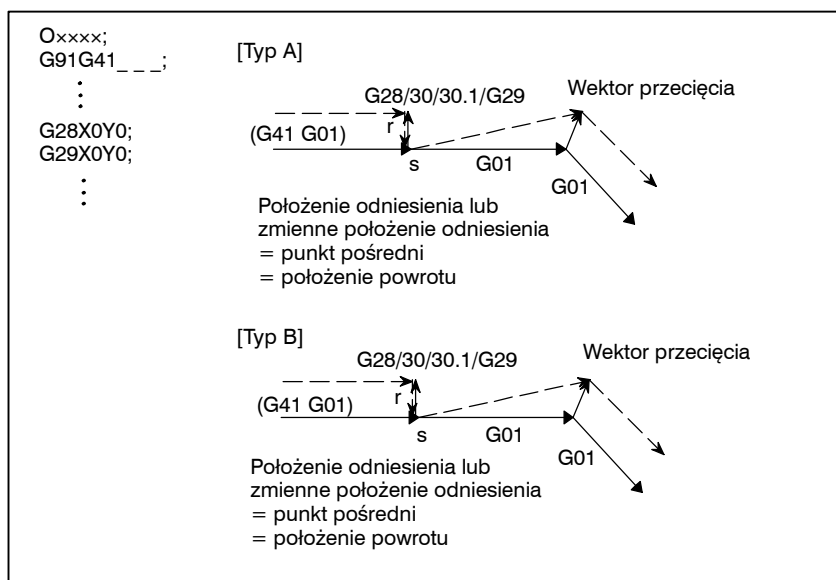 O××××;
G91G41_ _ _;
G28X0Y0;
G29X0Y0;
[Typ A]
G28/30/30.1/G29
Wektor przecięcia
(G41 G01)
r
s
G01
G01
Położenie odniesienia lub
zmienne położenie odniesienia
= punkt pośredni
= położenie powrotu
[Typ B]
G28/30/30.1/G29
Wektor przecięcia
(G41 G01)
r
s
G01
G01
Położenie odniesienia lub
zmienne położenie odniesienia
= punkt pośredni
= położenie powrotu